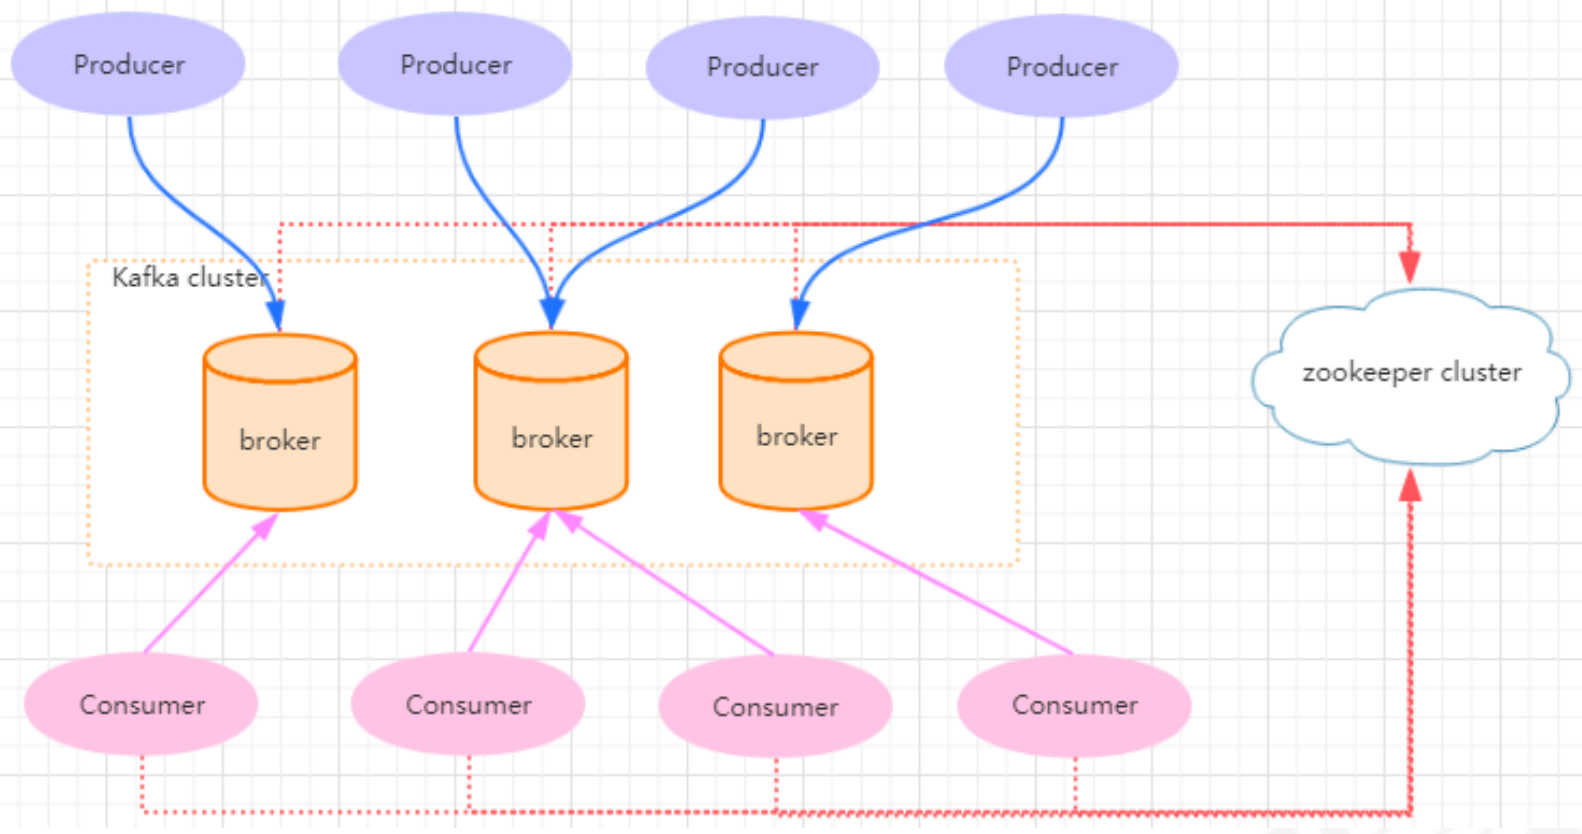 Producer
Producer
Producer
Producer
Kafka cluster
zookeeper cluster
broker
broker
broker
Consumer
Consumer
Consumer
Consumer